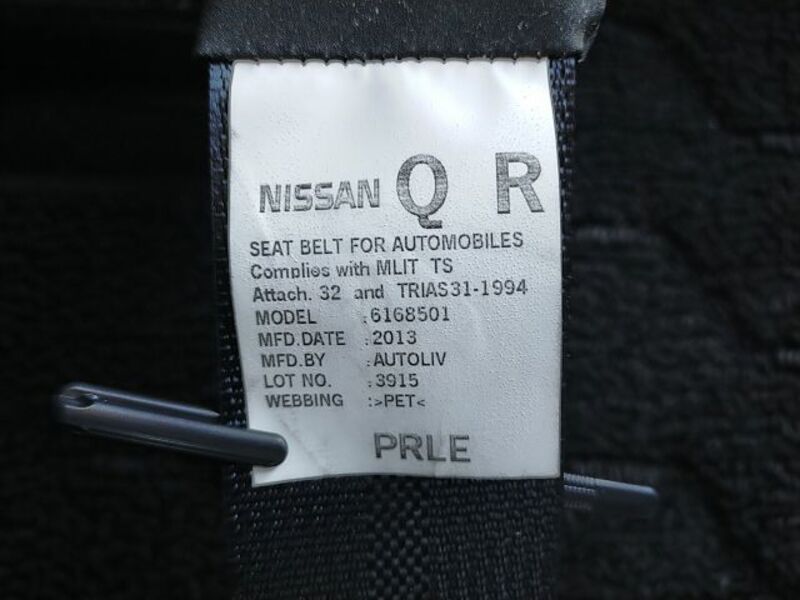 NISSAN Q R
SEAT BELT FOR AUTOMOBILES
Complies with MLIT TS
Attach. 32 and TRIAS31-1994
MODEL :6168501
MFD.DATE :2013
MFD.BY :AUTOLIV
LOT NO. :3915
WEBBING :>PET<
PRLE